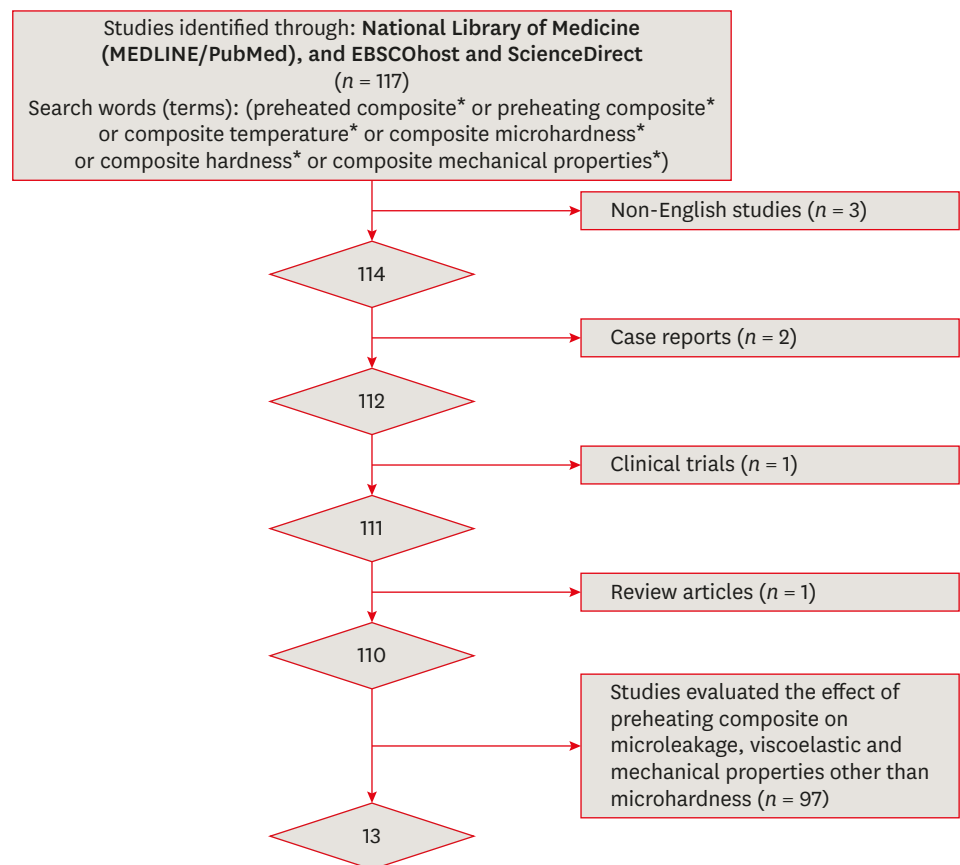 Studies identified through: National Library of Medicine
(MEDLINE/PubMed), and EBSCOhost and ScienceDirect
(n = 117)
Search words (terms): (preheated composite* or preheating composite*
or composite temperature* or composite microhardness*
or composite hardness* or composite mechanical properties*)
Non-English studies (n = 3)
114
Case reports (n = 2)
112
Clinical trials (n = 1)
111
Review articles (n = 1)
110
Studies evaluated the effect of
preheating composite on
microleakage, viscoelastic and
mechanical properties other than
microhardness (n = 97)
13